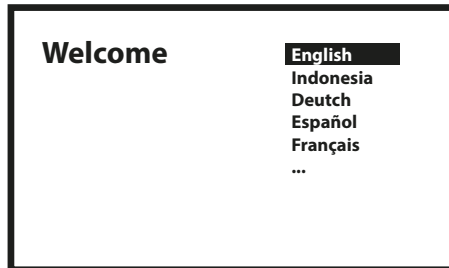 Welcome
English
Indonesia
Deutch
Español
Français
...